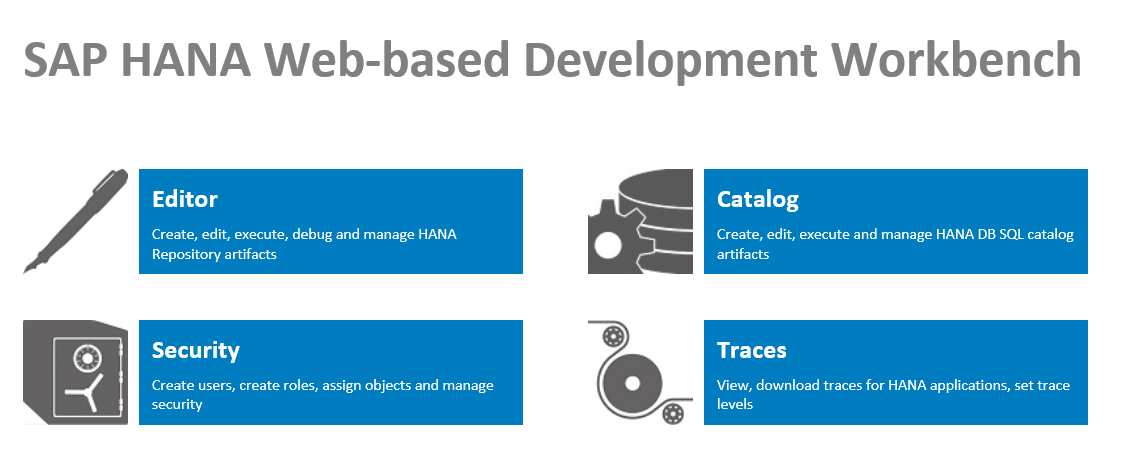 SAP HANA Web-based Development Workbench
Editor
Create, edit, execute, debug and manage HANA
Repository artifacts
Catalog
Create, edit, execute and manage HANA DB SQL catalog
artifacts
Security
Create users, create roles, assign objects and manage
security
Traces
View, download traces for HANA applications, set trace
levels